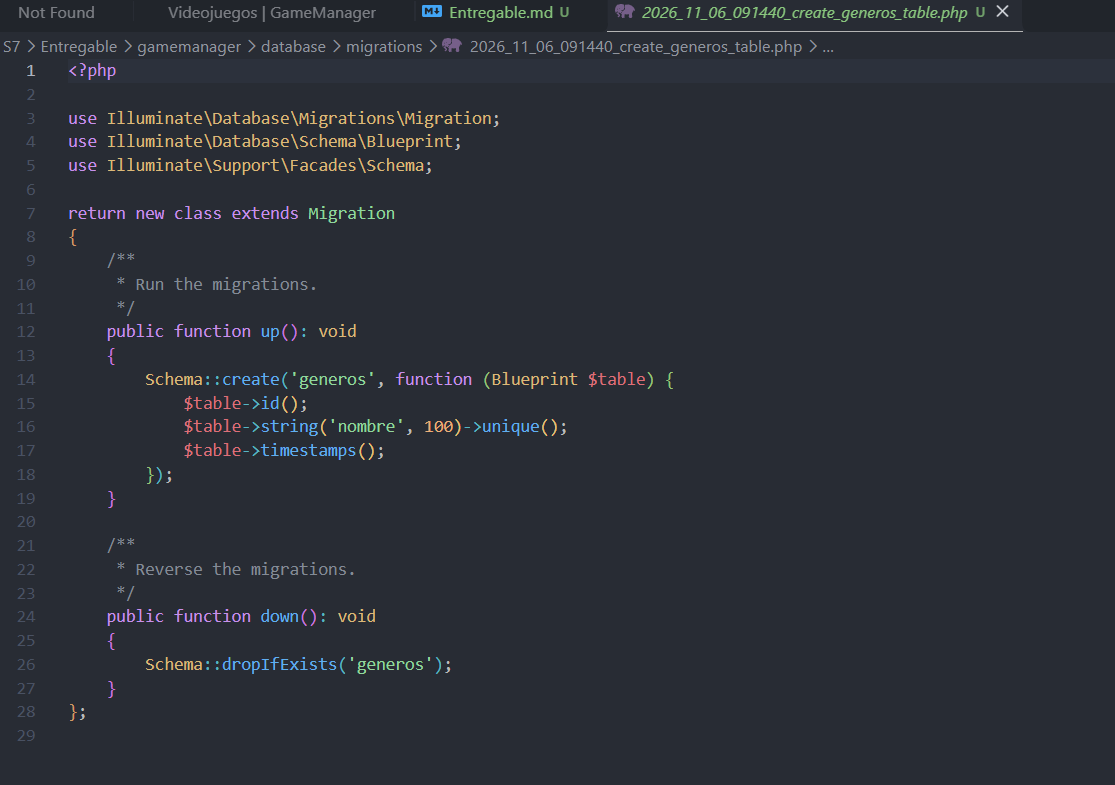 Not Found Videojuegos | GameManager Entregable.md U 2026_11_06_091440_create_generos_table.php U
S7 > Entregable > gamemanager > database > migrations > 2026_11_06_091440_create_generos_table.php > ...
1 <?php
2
3 use Illuminate\Database\Migrations\Migration;
4 use Illuminate\Database\Schema\Blueprint;
5 use Illuminate\Support\Facades\Schema;
6
7 return new class extends Migration
8 {
9     /**
10      * Run the migrations.
11      */
12     public function up(): void
13     {
14         Schema::create('generos', function (Blueprint $table) {
15             $table->id();
16             $table->string('nombre', 100)->unique();
17             $table->timestamps();
18         });
19     }
20
21     /**
22      * Reverse the migrations.
23      */
24     public function down(): void
25     {
26         Schema::dropIfExists('generos');
27     }
28 };
29